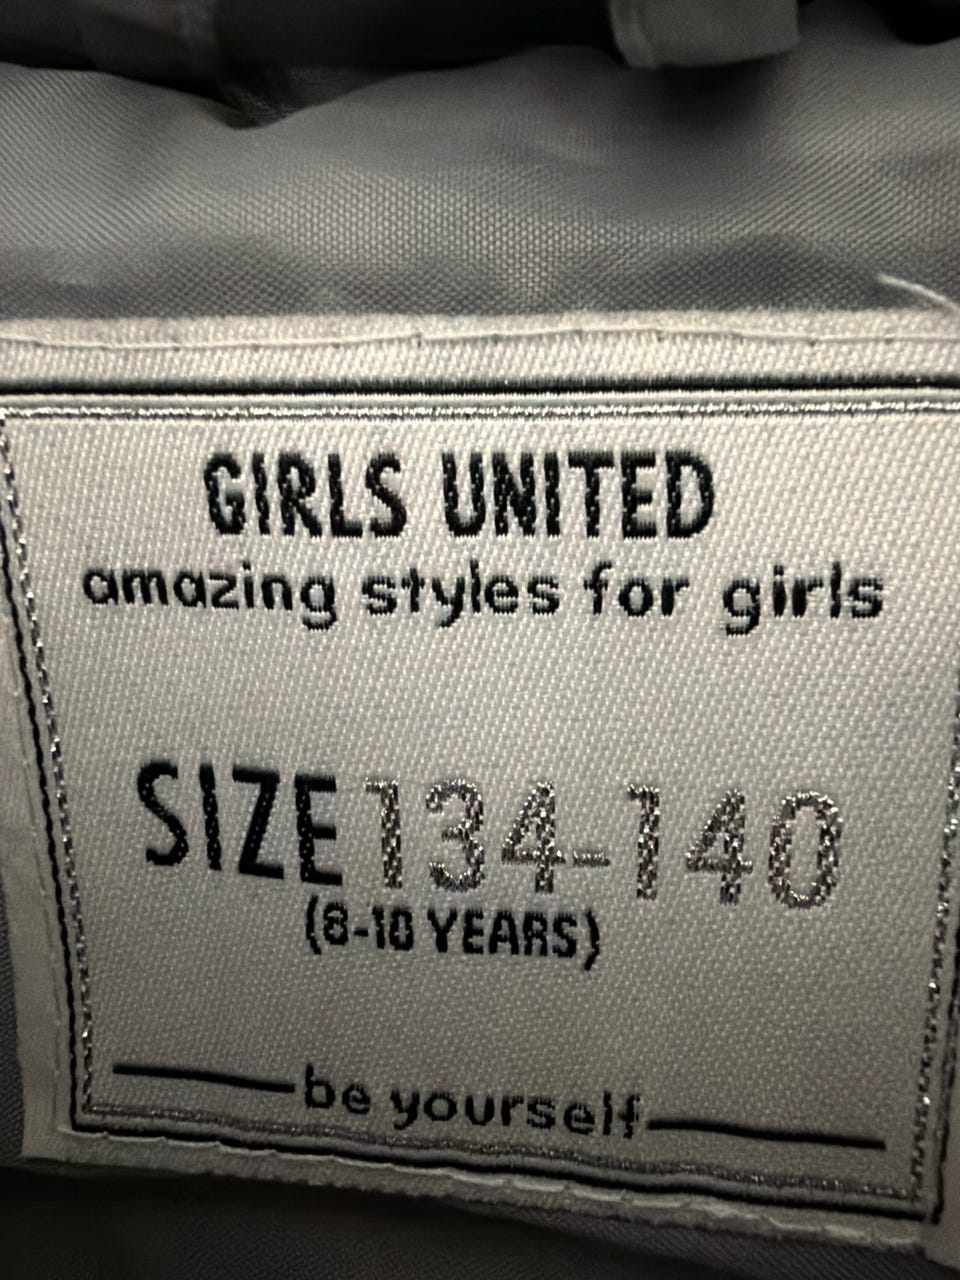 GIRLS UNITED
amazing styles for girls
SIZE 134-140
(8-10 YEARS)
be yourself